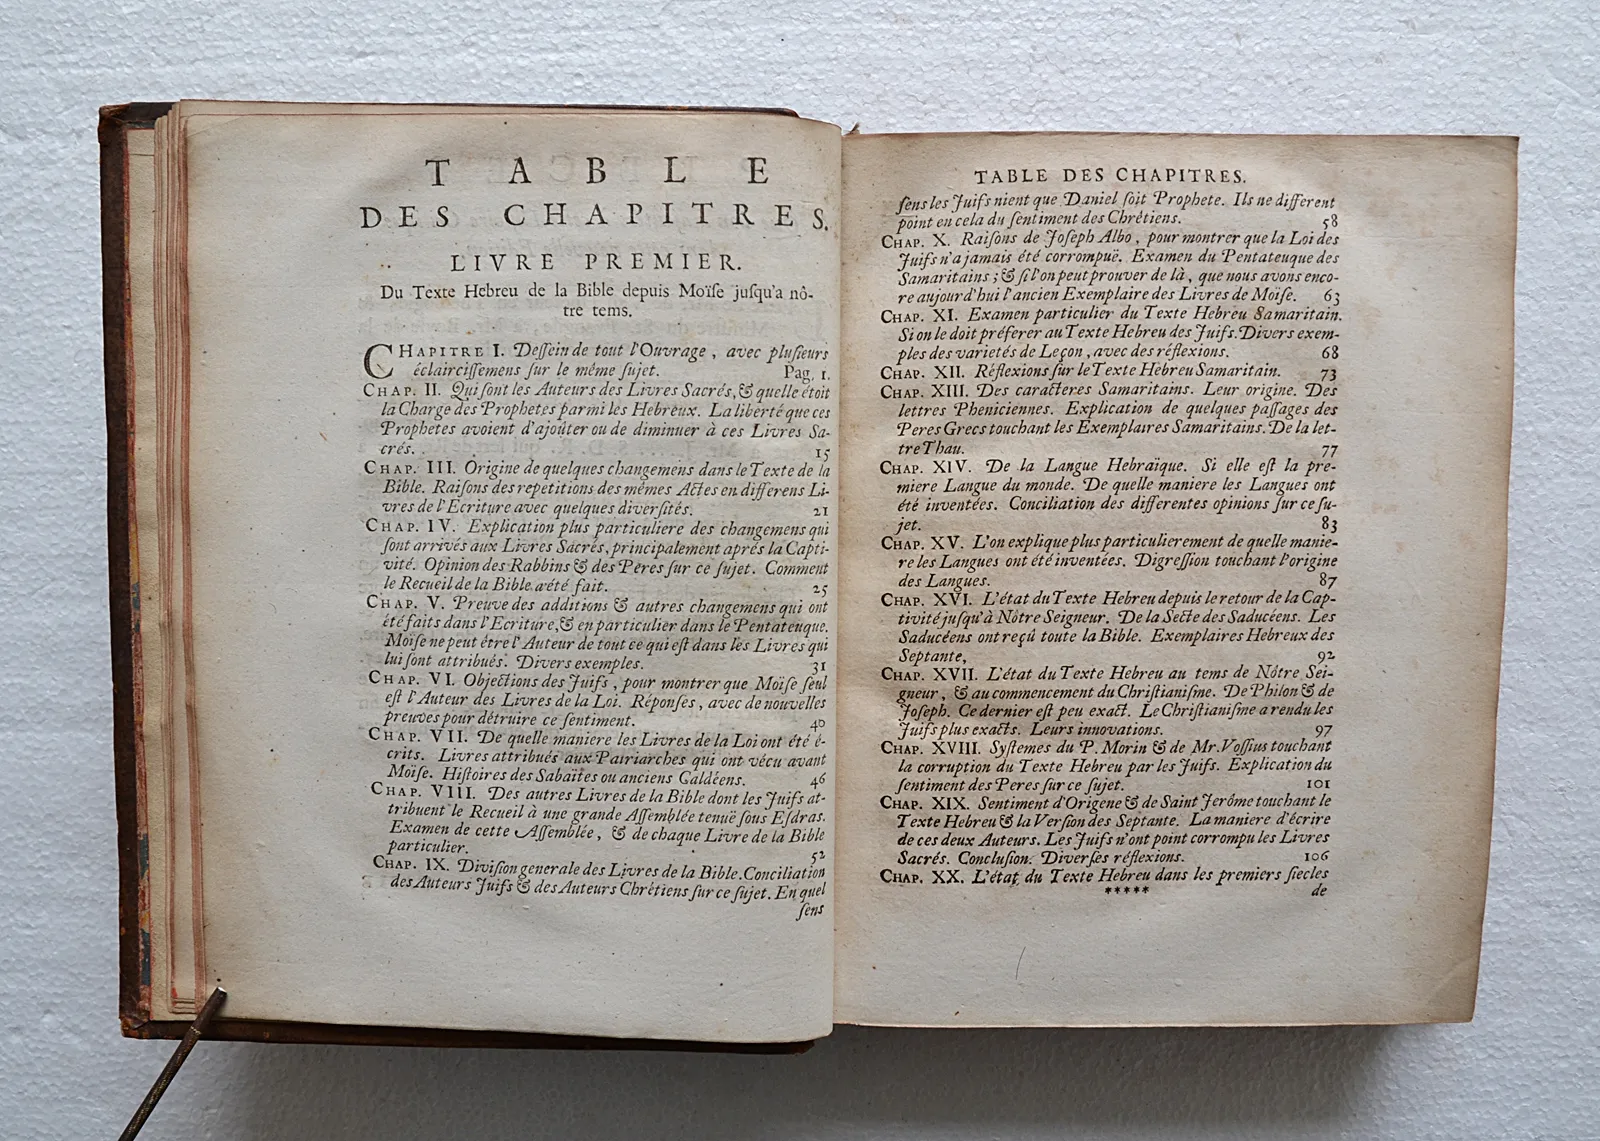 TABLE
DES CHAPITRES.
LIVRE PREMIER.
Du Texte Hebreu de la Bible depuis Moïſe juſqu'a nô-
tre tems.
CHAPITRE I. Deſſein de tout l'Ouvrage, avec pluſieurs
éclairciſſemens ſur le même ſujet. Pag. 1.
CHAP. II. Qui ſont les Auteurs des Livres Sacrés, & quelle étoit
la Charge des Prophetes parmi les Hebreux. La liberté que ces
Prophetes avoient d'ajoûter ou de diminuer à ces Livres Sa-
crés. 15
CHAP. III. Origine de quelques changemens dans le Texte de la
Bible. Raiſons des repetitions des mêmes Actes en differens Li-
vres de l'Ecriture avec quelques diverſités. 21
CHAP. IV. Explication plus particuliere des changemens qui
ſont arrivés aux Livres Sacrés, principalement aprés la Capti-
vité. Opinion des Rabbins & des Peres ſur ce ſujet. Comment
le Recueil de la Bible a été fait. 25
CHAP. V. Preuve des additions & autres changemens qui ont
été faits dans l'Ecriture, & en particulier dans le Pentateuque.
Moïſe ne peut être l'Auteur de tout ce qui eſt dans les Livres qui
lui ſont attribués. Divers exemples. 31
CHAP. VI. Objections des Juifs, pour montrer que Moïſe ſeul
eſt l'Auteur des Livres de la Loi. Réponſes, avec de nouvelles
preuves pour détruire ce ſentiment. 40
CHAP. VII. De quelle maniere les Livres de la Loi ont été é-
crits. Livres attribués aux Patriarches qui ont vécu avant
Moïſe. Hiſtoires des Sabaïtes ou anciens Caldéens. 46
CHAP. VIII. Des autres Livres de la Bible dont les Juifs at-
tribuent le Recueil à une grande Aſſemblée tenuë ſous Eſdras.
Examen de cette Aſſemblée, & de chaque Livre de la Bible
particulier. 52
CHAP. IX. Diviſion generale des Livres de la Bible. Conciliation
des Auteurs Juifs & des Auteurs Chrétiens ſur ce ſujet. En quel
ſens
TABLE DES CHAPITRES.
ſens les Juifs nient que Daniel ſoit Prophete. Ils ne different
point en cela du ſentiment des Chrétiens. 58
CHAP. X. Raiſons de Joſeph Albo, pour montrer que la Loi des
Juifs n'a jamais été corrompuë. Examen du Pentateuque des
Samaritains; & ſi l'on peut prouver de là, que nous avons enco-
re aujourd'hui l'ancien Exemplaire des Livres de Moïſe. 63
CHAP. XI. Examen particulier du Texte Hebreu Samaritain.
Si on le doit préferer au Texte Hebreu des Juifs. Divers exem-
ples des varietés de Leçon, avec des réflexions. 68
CHAP. XII. Réflexions ſur le Texte Hebreu Samaritain. 73
CHAP. XIII. Des caracteres Samaritains. Leur origine. Des
lettres Pheniciennes. Explication de quelques paſſages des
Peres Grecs touchant les Exemplaires Samaritains. De la let-
tre Thau. 77
CHAP. XIV. De la Langue Hebraïque. Si elle eſt la pre-
miere Langue du monde. De quelle maniere les Langues ont
été inventées. Conciliation des differentes opinions ſur ce ſu-
jet. 83
CHAP. XV. L'on explique plus particulierement de quelle manie-
re les Langues ont été inventées. Digreſſion touchant l'origine
des Langues. 87
CHAP. XVI. L'état du Texte Hebreu depuis le retour de la Cap-
tivité juſqu'à Nôtre Seigneur. De la Secte des Saducéens. Les
Saducéens ont reçû toute la Bible. Exemplaires Hebreux des
Septante, 92
CHAP. XVII. L'état du Texte Hebreu au tems de Nôtre Sei-
gneur, & au commencement du Chriſtianiſme. De Philon & de
Joſeph. Ce dernier eſt peu exact. Le Chriſtianiſme a rendu les
Juifs plus exacts. Leurs innovations. 97
CHAP. XVIII. Syſtemes du P. Morin & de Mr. Voſſius touchant
la corruption du Texte Hebreu par les Juifs. Explication du
ſentiment des Peres ſur ce ſujet. 101
CHAP. XIX. Sentiment d'Origene & de Saint Jerôme touchant le
Texte Hebreu & la Verſion des Septante. La maniere d'écrire
de ces deux Auteurs. Les Juifs n'ont point corrompu les Livres
Sacrés. Concluſion. Diverſes réflexions. 106
CHAP. XX. L'état du Texte Hebreu dans les premiers ſiecles
***** de